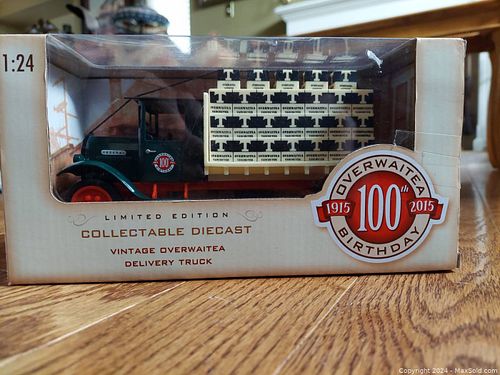 1:24
OVERWAITEA
100th
1915
2015
BIRTHDAY
LIMITED EDITION
COLLECTABLE DIECAST
VINTAGE OVERWAITEA
DELIVERY TRUCK
100
Copyright 2024 - MaxSold.com